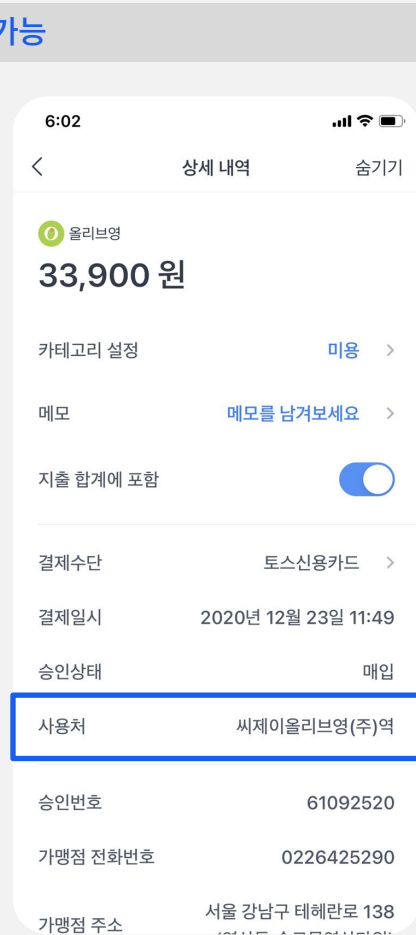 가능
6:02
상세 내역 숨기기
올리브영
33,900 원
카테고리 설정 미용
메모 메모를 남겨보세요
지출 합계에 포함
결제수단 토스신용카드
결제일시 2020년 12월 23일 11:49
승인상태 매입
사용처 씨제이올리브영(주)역
승인번호 61092520
가맹점 전화번호 0226425290
가맹점 주소 서울 강남구 테헤란로 138